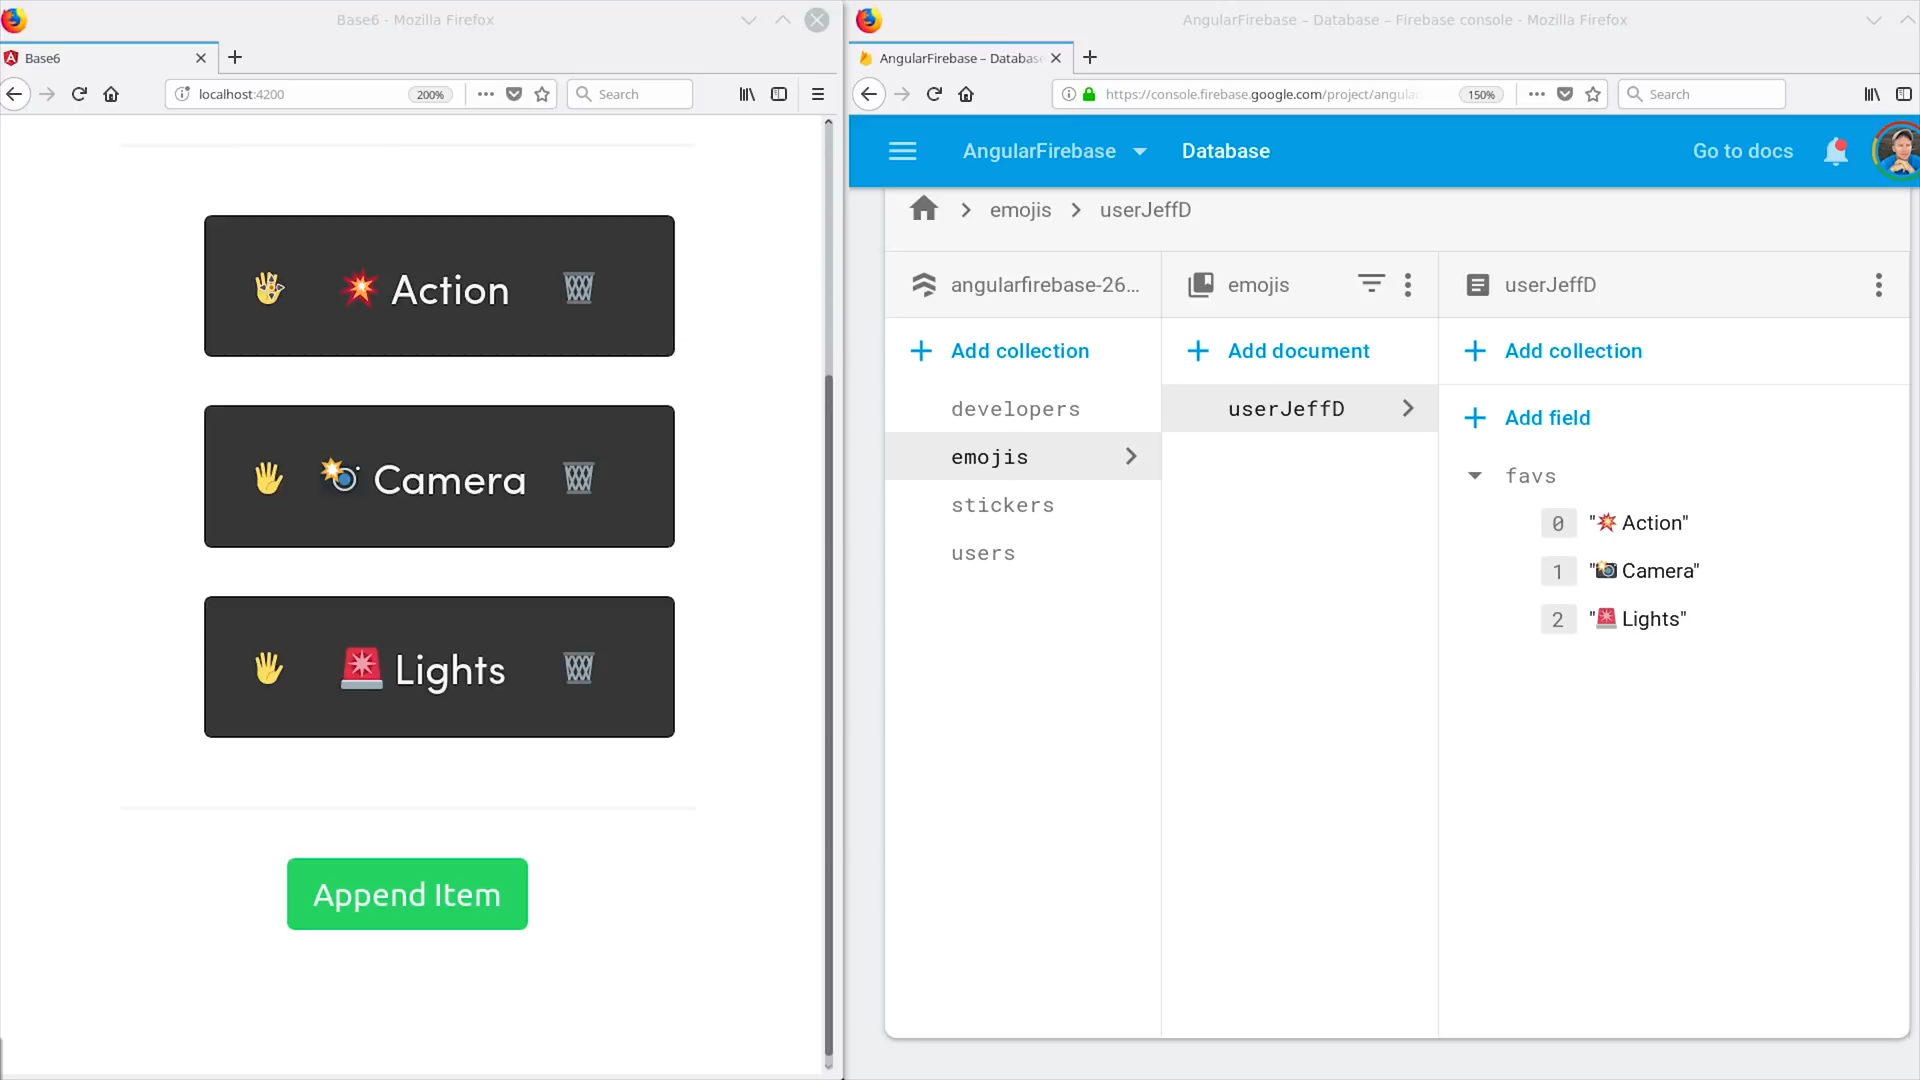 Base6 - Mozilla Firefox
Base6
localhost:4200
200%
Search
💥 Action
📸 Camera
🚨 Lights
Append Item
AngularFirebase – Database – Firebase console - Mozilla Firefox
AngularFirebase – Database
https://console.firebase.google.com/project/angular
150%
Search
AngularFirebase
Database
Go to docs
emojis
userJeffD
angularfirebase-26...
emojis
userJeffD
Add collection
Add document
Add collection
developers
emojis
stickers
users
userJeffD
Add field
favs
0 "💥 Action"
1 "📸 Camera"
2 "🚨 Lights"